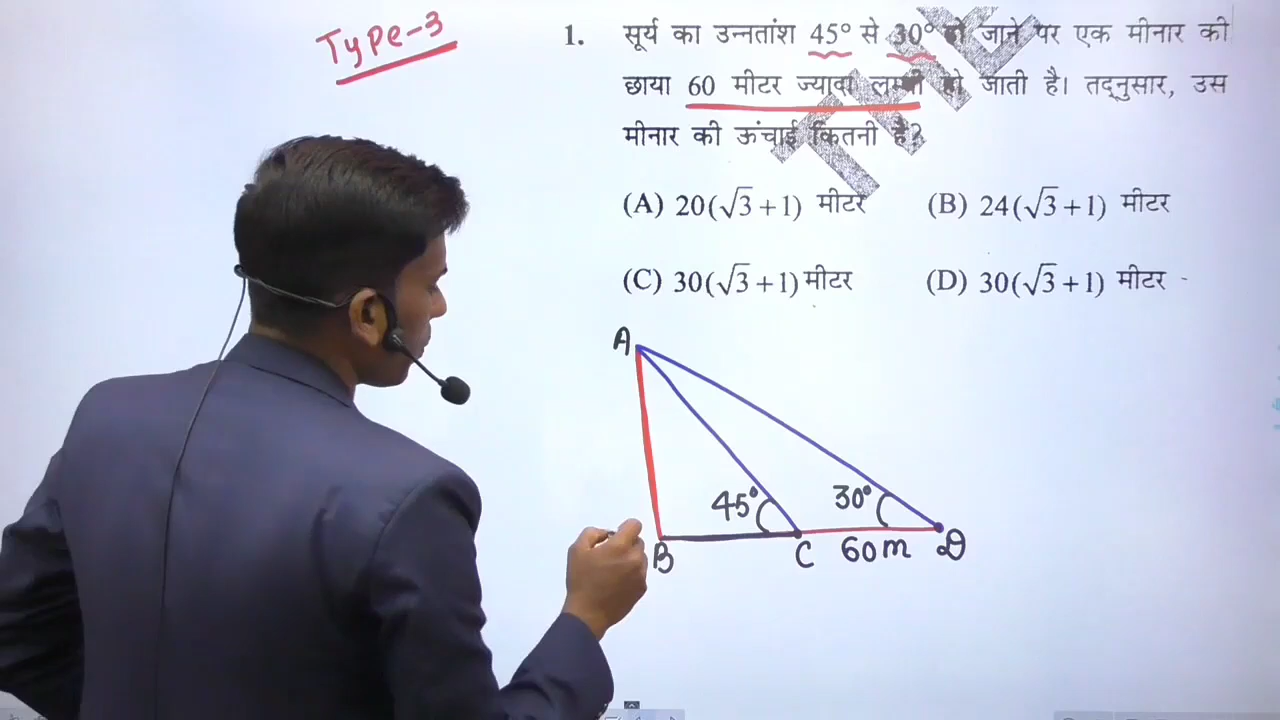 Type-3
1. सूर्य का उन्नतांश 45° से 30° हो जाने पर एक मीनार की
छाया 60 मीटर ज्यादा लम्बी हो जाती है। तद्नुसार, उस
मीनार की ऊंचाई कितनी है?
(A) 20(√3+1) मीटर (B) 24(√3+1) मीटर
(C) 30(√3+1) मीटर (D) 30(√3+1) मीटर
A
45° 30°
B C 60m D